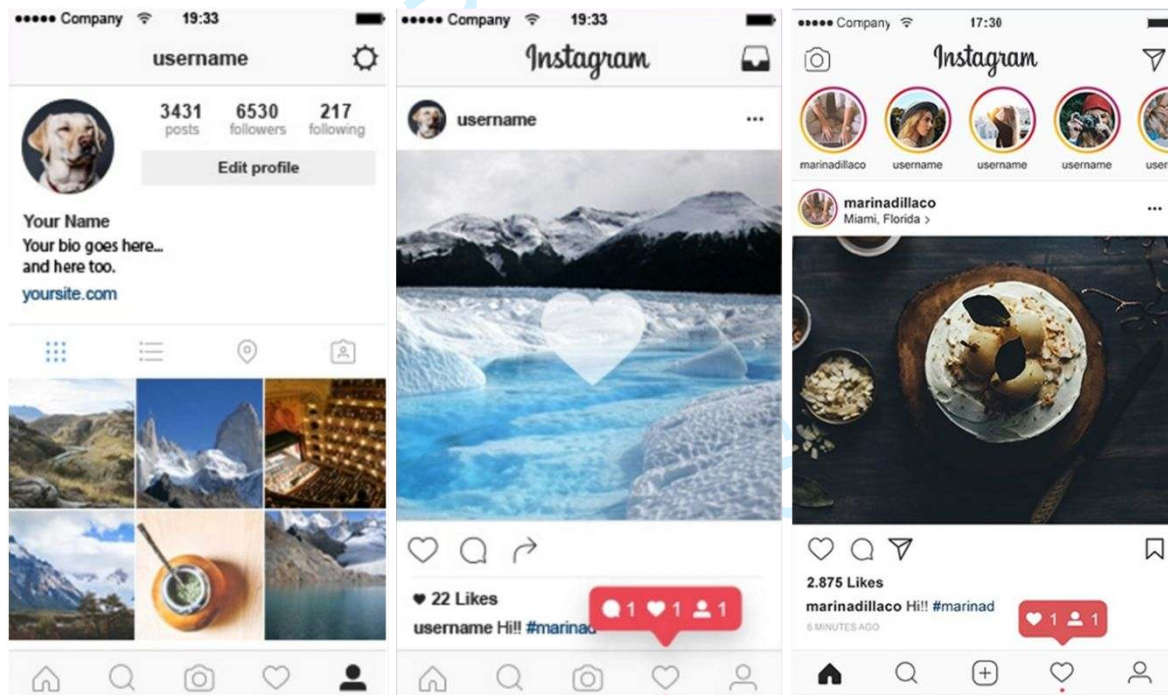 Company 19:33
username
3431 6530 217
posts followers following
Edit profile
Your Name
Your bio goes here...
and here too.
yoursite.com
Company 19:33
Instagram
username
22 Likes
username Hi!! #marinad
1 1 1
Company 17:30
Instagram
marinadillaco username username username user
marinadillaco
Miami, Florida >
2.875 Likes
marinadillaco Hi!! #marinad
6 MINUTES AGO
1 1